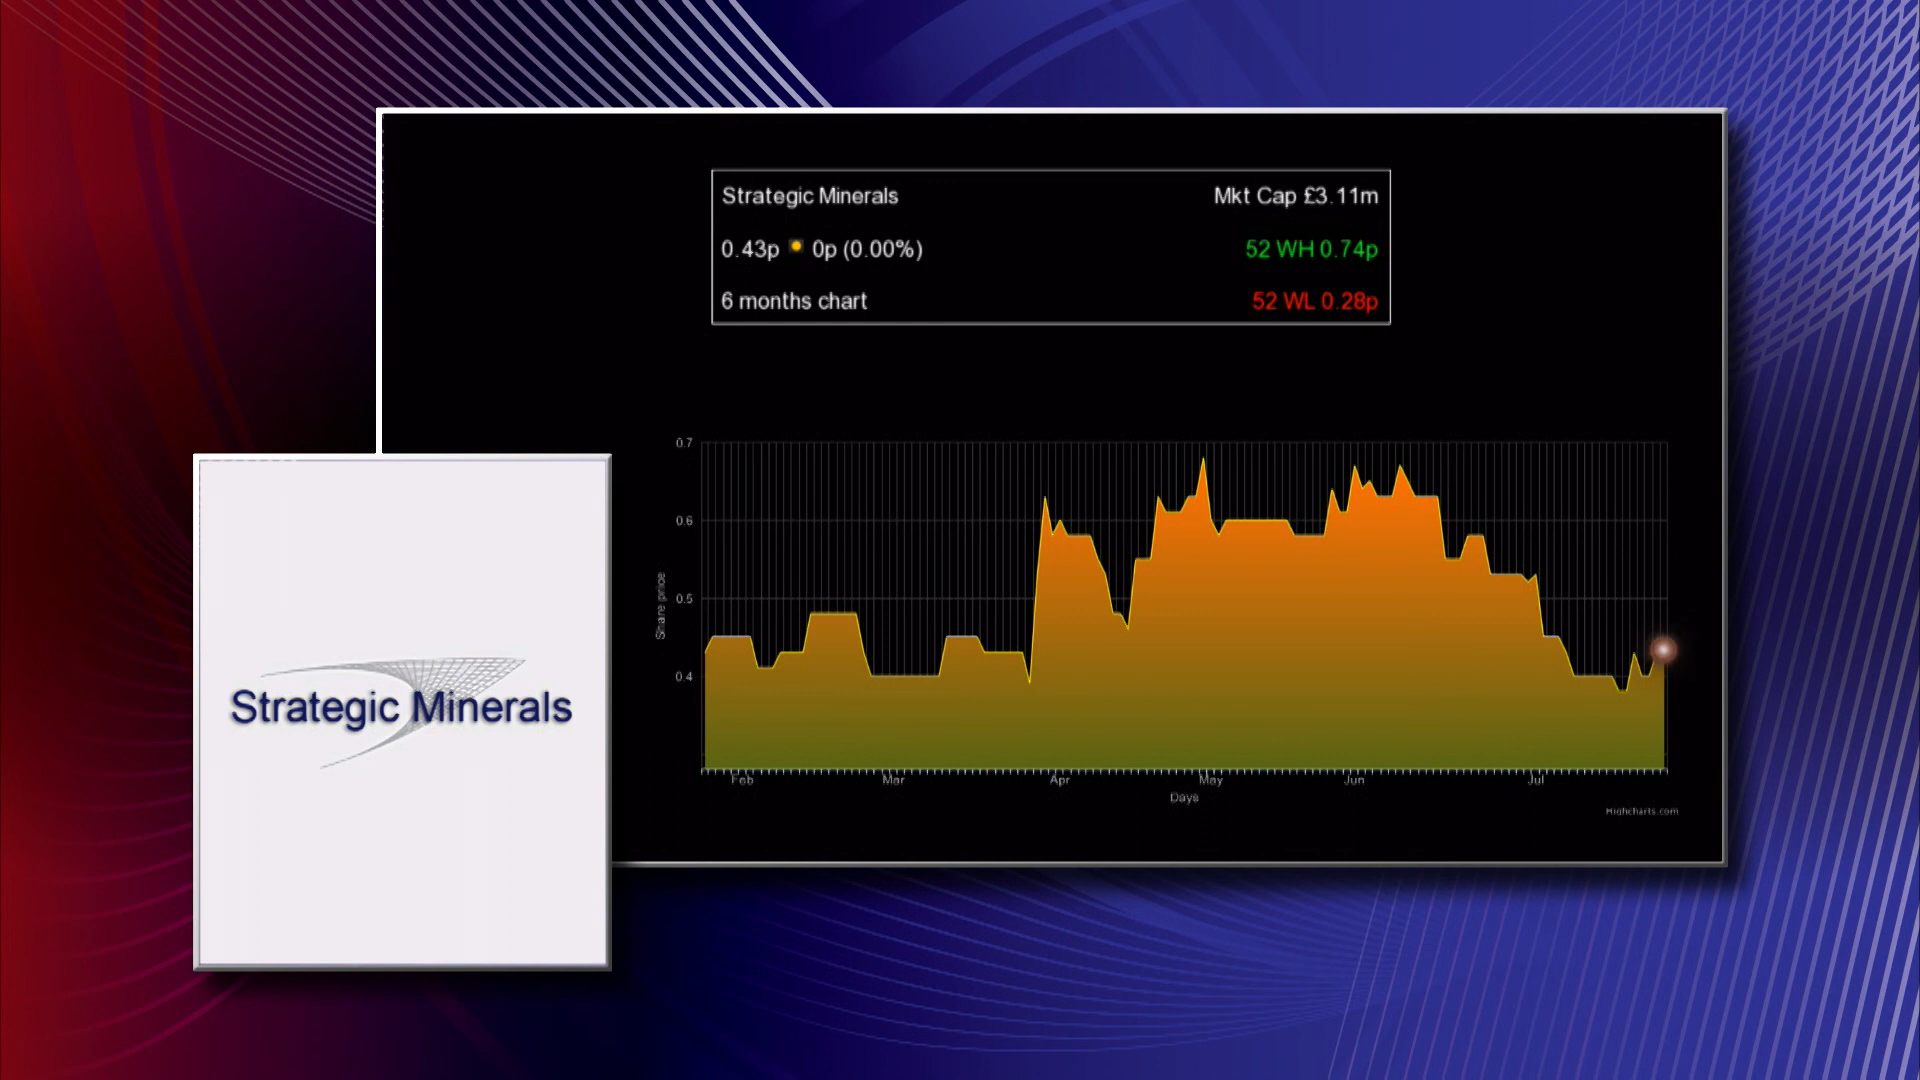 Strategic Minerals
Mkt Cap £3.11m
0.43p 0p (0.00%)
52 WH 0.74p
6 months chart
52 WL 0.28p
0.7
0.6
0.5
0.4
Share price
Feb Mar Apr May Jun Jul
Days
Highcharts.com
Strategic Minerals